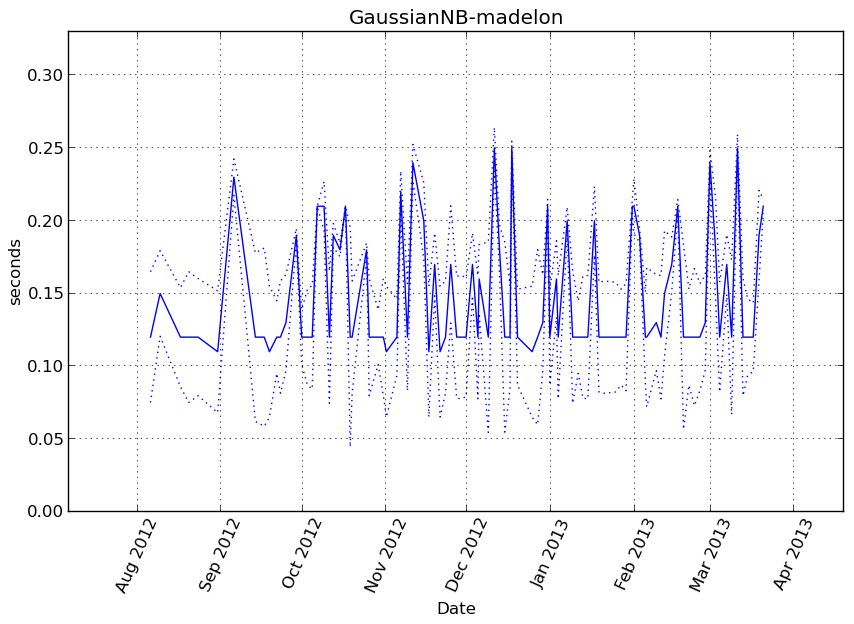 GaussianNB-madelon
0.30
0.25
0.20
0.15
0.10
0.05
0.00
seconds
Aug 2012
Sep 2012
Oct 2012
Nov 2012
Dec 2012
Jan 2013
Feb 2013
Mar 2013
Apr 2013
Date